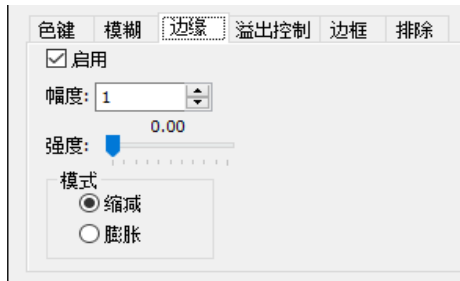 色键 模糊 边缘 溢出控制 边框 排除
启用
幅度: 1
0.00
强度:
模式
缩减
膨胀